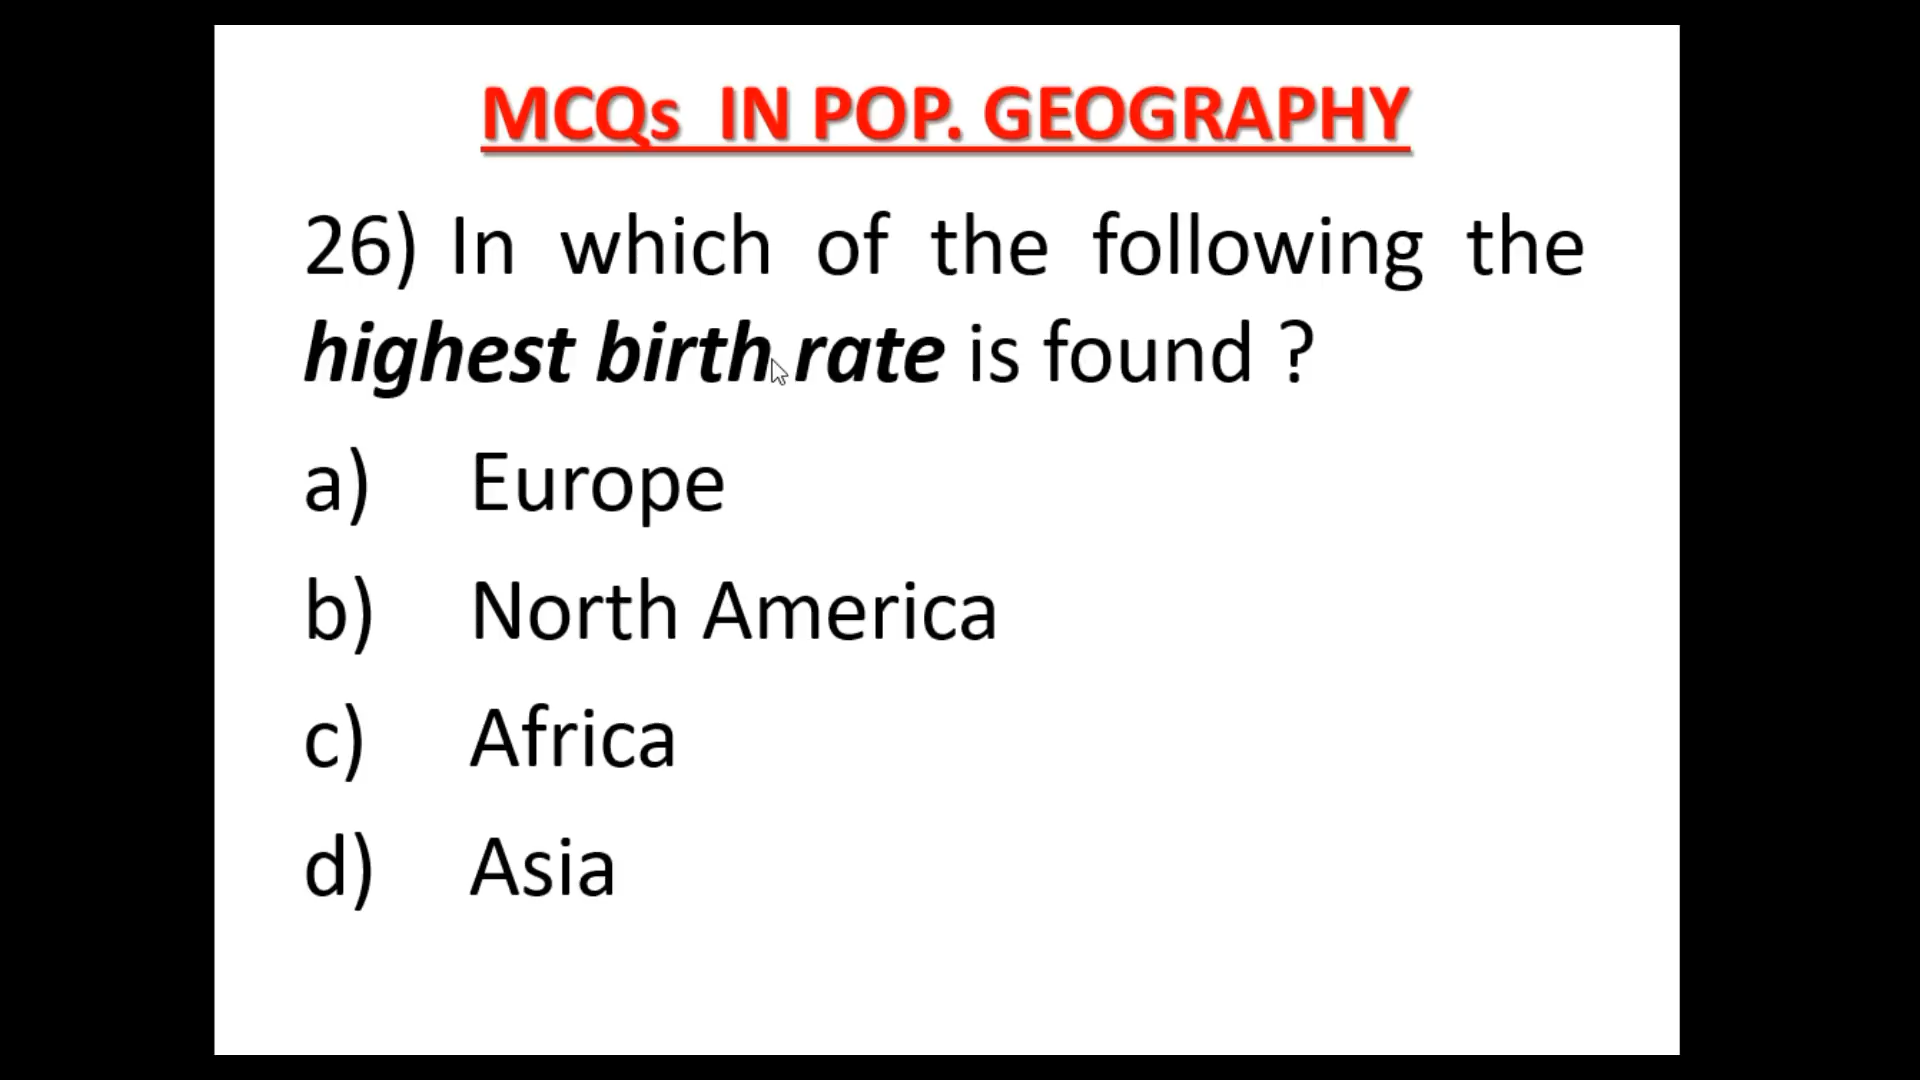 MCQs IN POP. GEOGRAPHY
26) In which of the following the
highest birth rate is found ?
a) Europe
b) North America
c) Africa
d) Asia